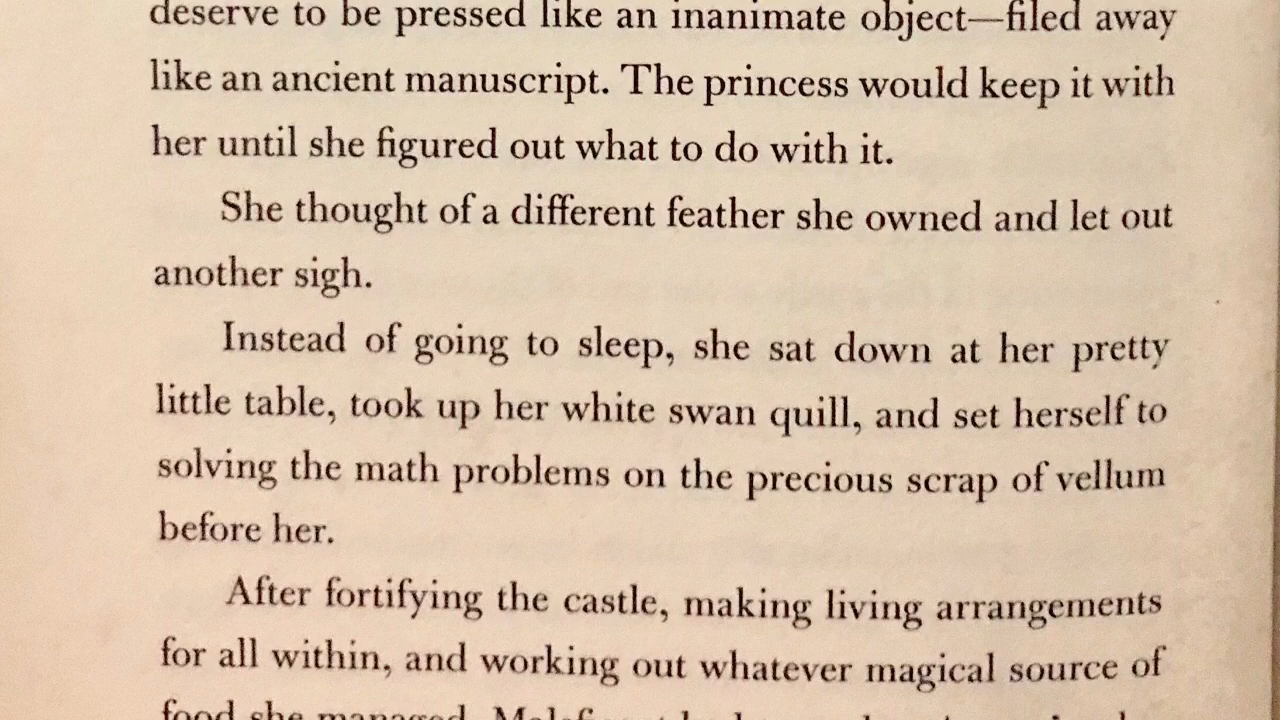 deserve to be pressed like an inanimate object—filed away
like an ancient manuscript. The princess would keep it with
her until she figured out what to do with it.
She thought of a different feather she owned and let out
another sigh.
Instead of going to sleep, she sat down at her pretty
little table, took up her white swan quill, and set herself to
solving the math problems on the precious scrap of vellum
before her.
After fortifying the castle, making living arrangements
for all within, and working out whatever magical source of
food she managed, Maleficent